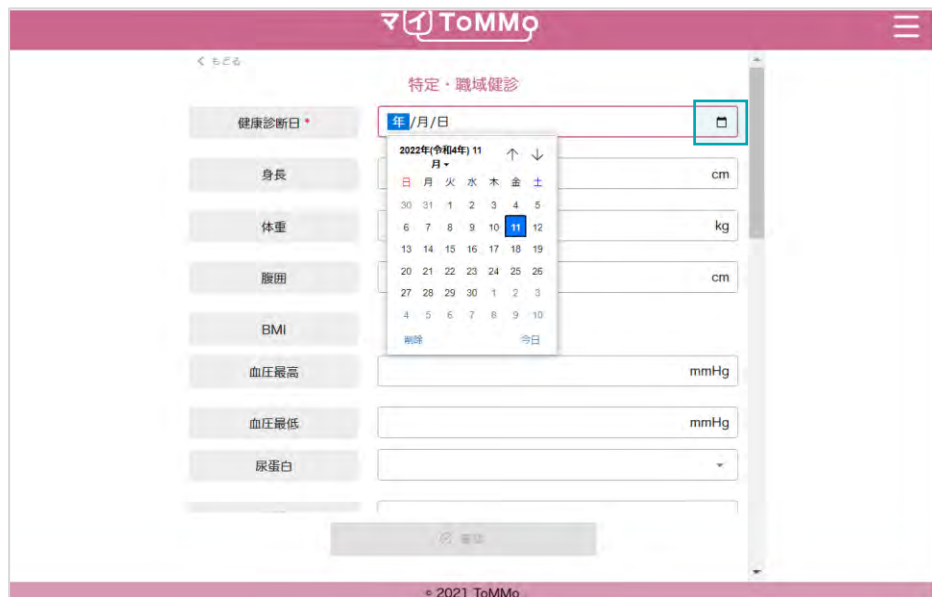 マイToMMo
もどる
特定・職域健診
健康診断日*
年/月/日
2022年(令和4年) 11
月
日 月 火 水 木 金 土
30 31 1 2 3 4 5
6 7 8 9 10 11 12
13 14 15 16 17 18 19
20 21 22 23 24 25 26
27 28 29 30 1 2 3
4 5 6 7 8 9 10
削除 今日
身長 cm
体重 kg
腹囲 cm
BMI
血圧最高 mmHg
血圧最低 mmHg
尿蛋白
© 2021 ToMMo